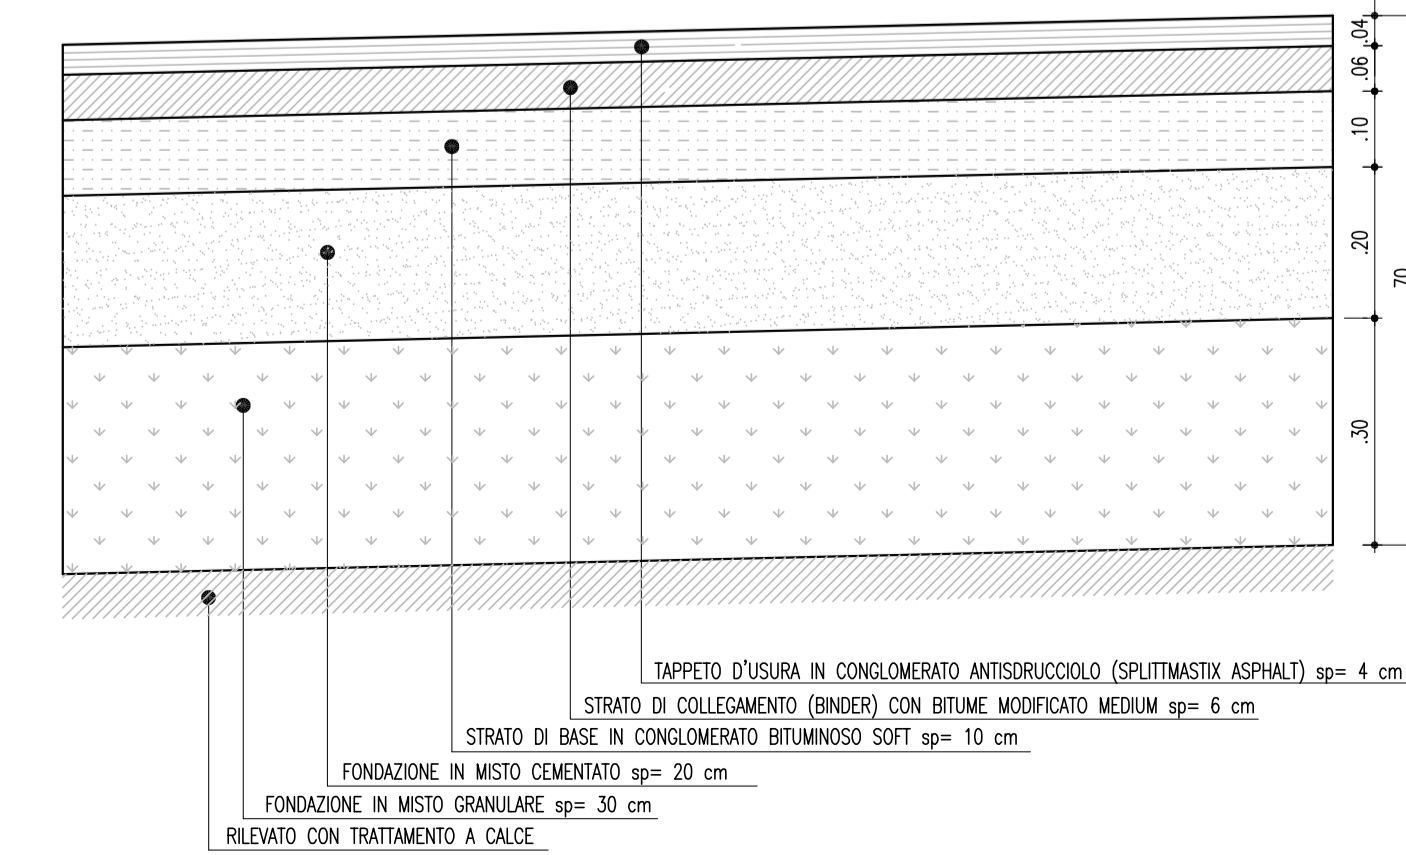 .04
.06
.10
.20
70
.30
TAPPETO D'USURA IN CONGLOMERATO ANTISDRUCCIOLO (SPLITTMASTIX ASPHALT) sp= 4 cm
STRATO DI COLLEGAMENTO (BINDER) CON BITUME MODIFICATO MEDIUM sp= 6 cm
STRATO DI BASE IN CONGLOMERATO BITUMINOSO SOFT sp= 10 cm
FONDAZIONE IN MISTO CEMENTATO sp= 20 cm
FONDAZIONE IN MISTO GRANULARE sp= 30 cm
RILEVATO CON TRATTAMENTO A CALCE